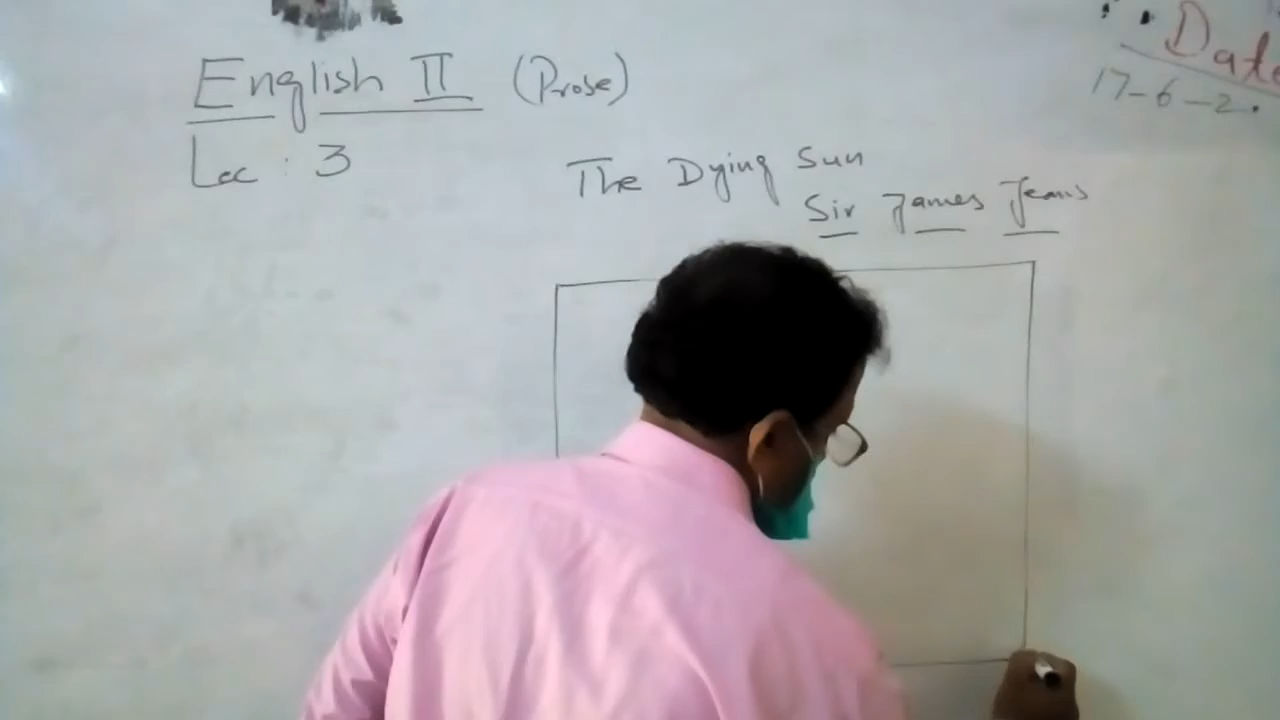 English II (Prose)
Lec : 3
Date
17-6-2
The Dying Sun
Sir James Jeans